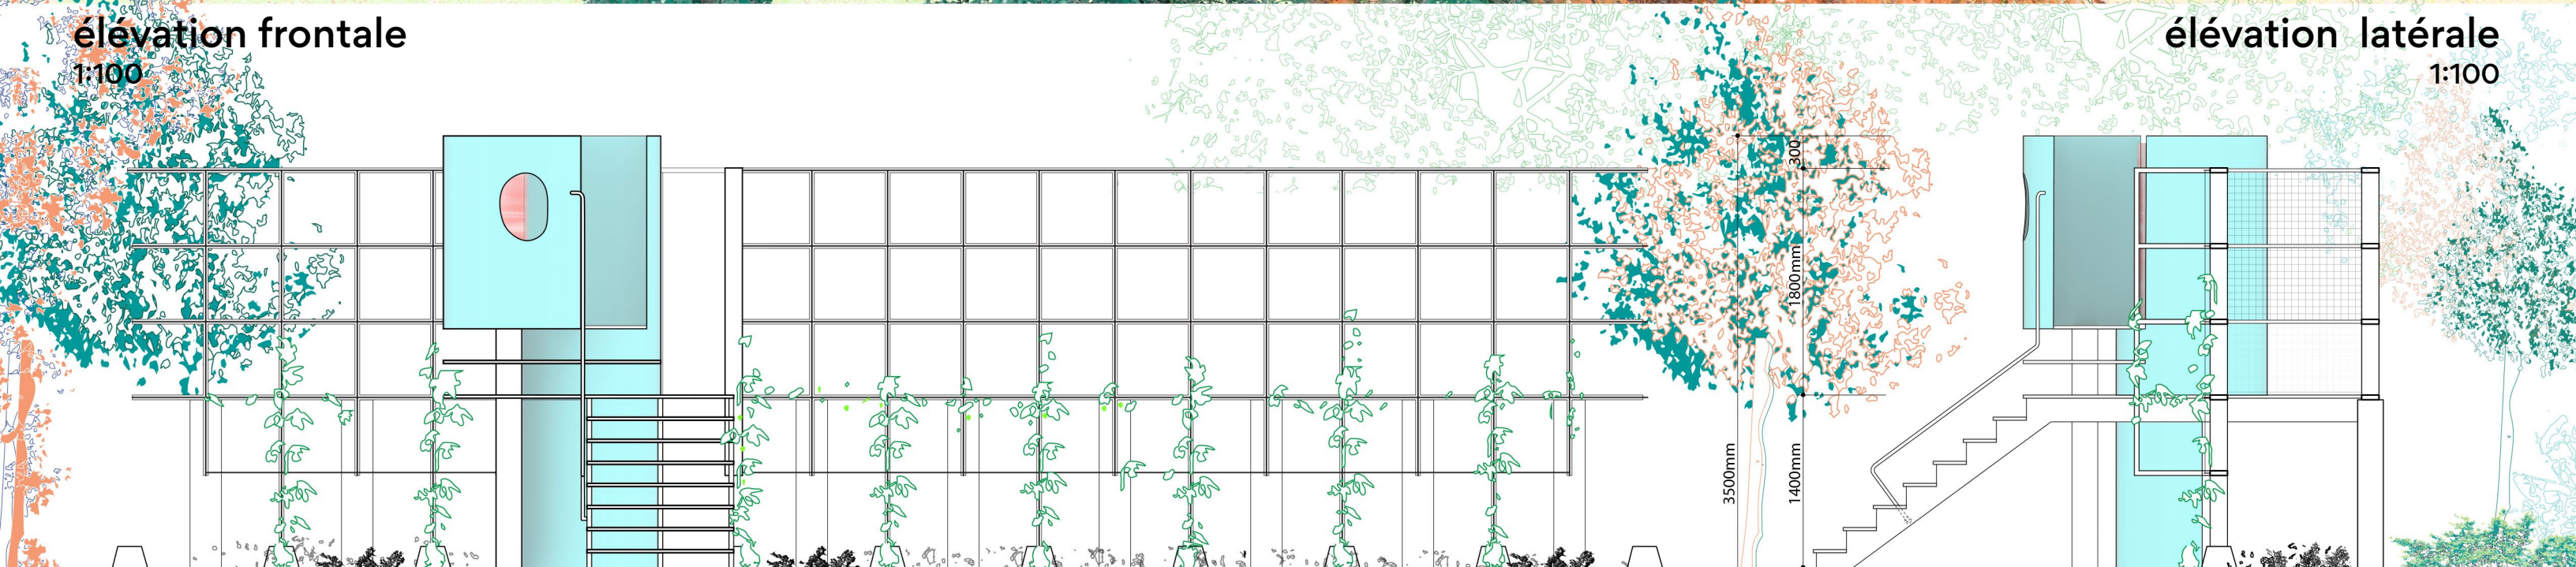 élévation frontale
1:100
élévation latérale
1:100
300
1800mm
3500mm
1400mm